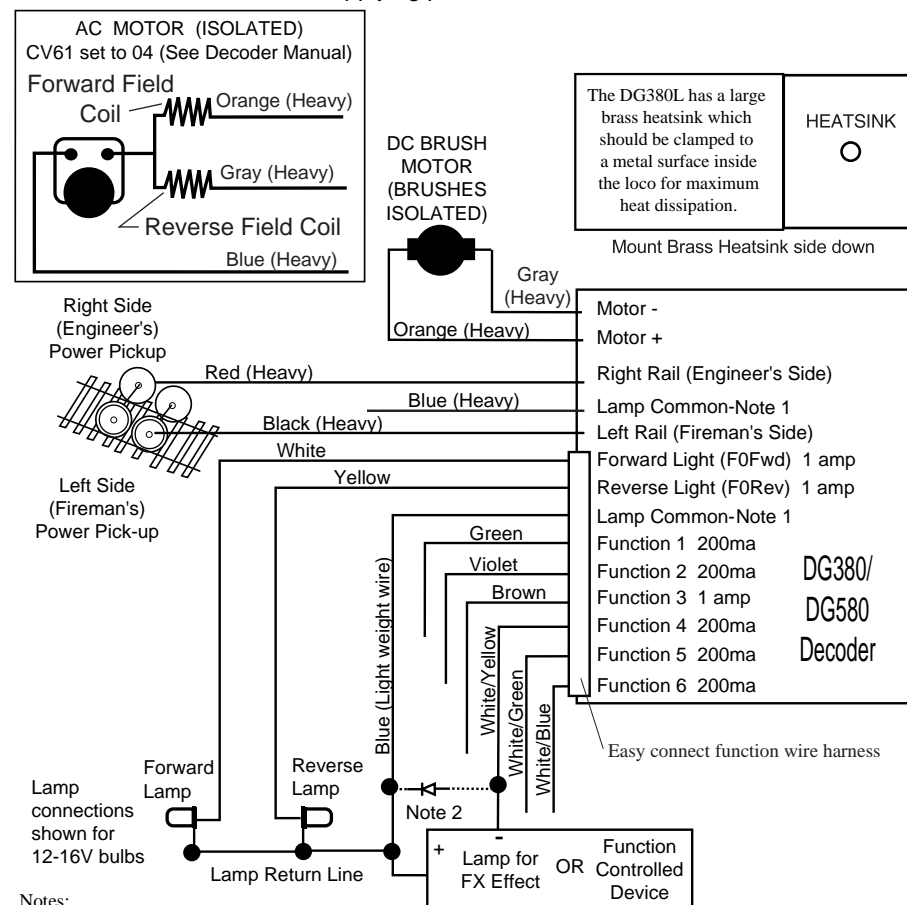 AC MOTOR (ISOLATED)
CV61 set to 04 (See Decoder Manual)
Forward Field
Coil
Orange (Heavy)
Gray (Heavy)
Reverse Field Coil
Blue (Heavy)
DC BRUSH
MOTOR
(BRUSHES
ISOLATED)
The DG380L has a large
brass heatsink which
should be clamped to
a metal surface inside
the loco for maximum
heat dissipation.
HEATSINK
Mount Brass Heatsink side down
Gray
(Heavy)
Orange (Heavy)
Right Side
(Engineer's)
Power Pickup
Red (Heavy)
Blue (Heavy)
Black (Heavy)
White
Yellow
Left Side
(Fireman's)
Power Pick-up
Motor -
Motor +
Right Rail (Engineer's Side)
Lamp Common-Note 1
Left Rail (Fireman's Side)
Forward Light (F0Fwd) 1 amp
Reverse Light (F0Rev) 1 amp
Lamp Common-Note 1
Function 1 200ma
Function 2 200ma
Function 3 1 amp
Function 4 200ma
Function 5 200ma
Function 6 200ma
DG380/
DG580
Decoder
Green
Violet
Brown
Blue (Light weight wire)
White/Yellow
White/Green
White/Blue
Easy connect function wire harness
Lamp
connections
shown for
12-16V bulbs
Forward
Lamp
Reverse
Lamp
Note 2
Lamp Return Line
+
-
Lamp for
FX Effect
OR
Function
Controlled
Device
Notes: